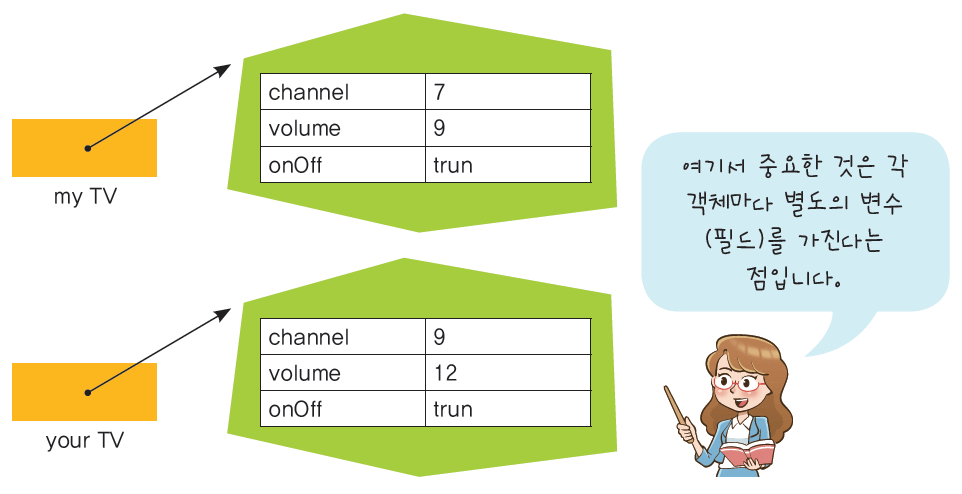 channel 7
volume 9
onOff trun
my TV
여기서 중요한 것은 각
객체마다 별도의 변수
(필드)를 가진다는
점입니다.
channel 9
volume 12
onOff trun
your TV